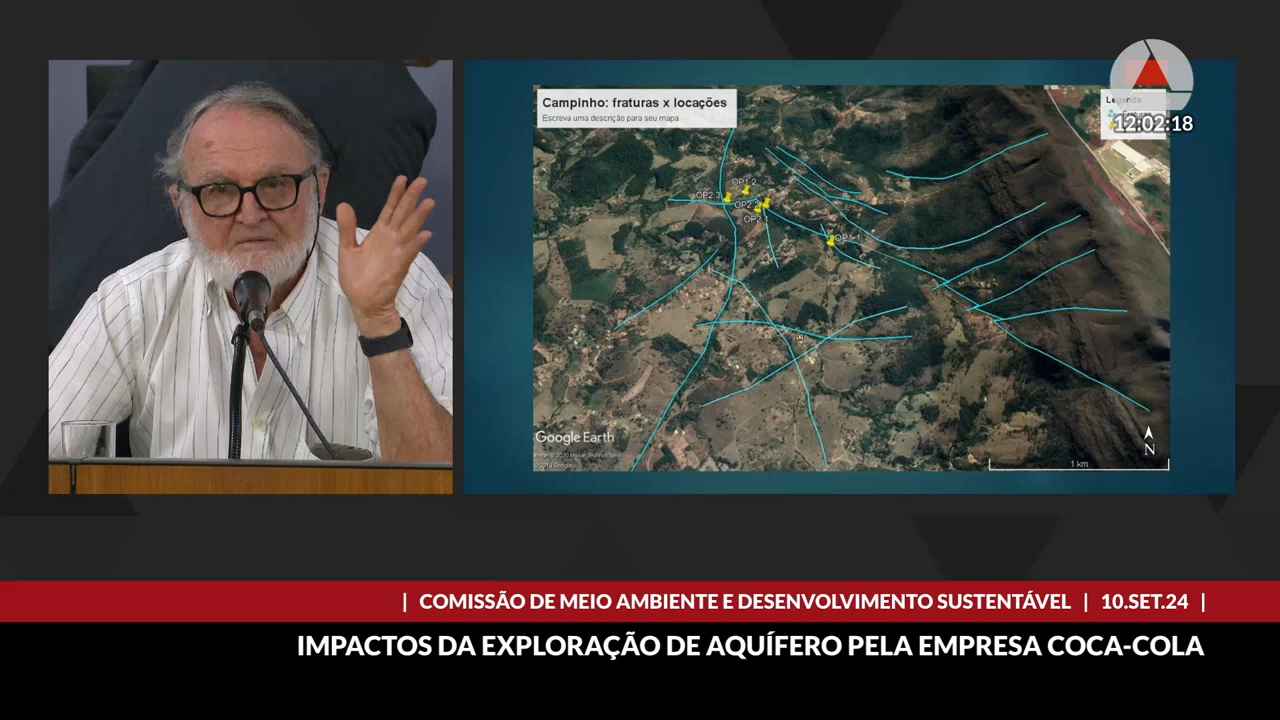 Campinho: fraturas x locações
Escreva uma descrição para seu mapa
Legenda
12:02:18
OP1.2
OP2.3
OP2.1
OP1.1
Google Earth
N
1 km
| COMISSÃO DE MEIO AMBIENTE E DESENVOLVIMENTO SUSTENTÁVEL | 10.SET.24 |
IMPACTOS DA EXPLORAÇÃO DE AQUÍFERO PELA EMPRESA COCA-COLA